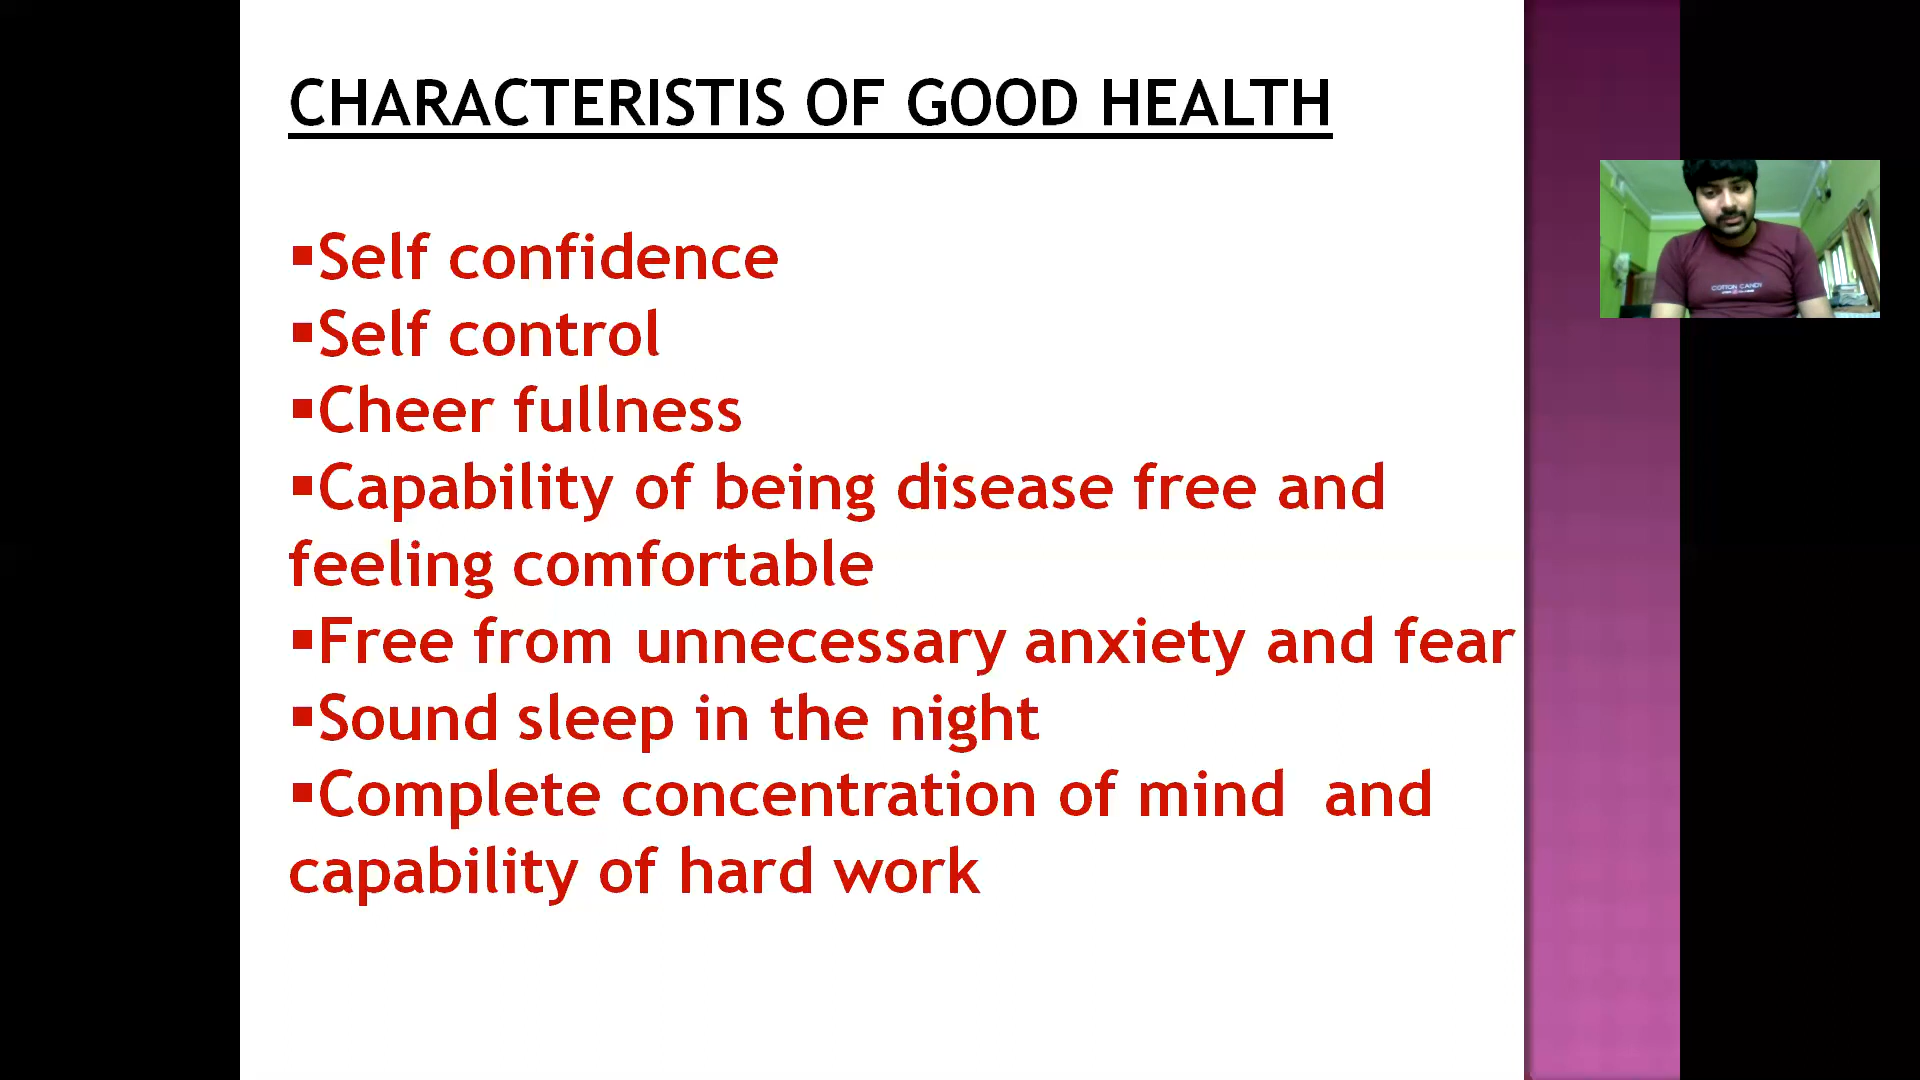 CHARACTERISTIS OF GOOD HEALTH
▪Self confidence
▪Self control
▪Cheer fullness
▪Capability of being disease free and
feeling comfortable
▪Free from unnecessary anxiety and fear
▪Sound sleep in the night
▪Complete concentration of mind  and
capability of hard work
COTTON CANDY